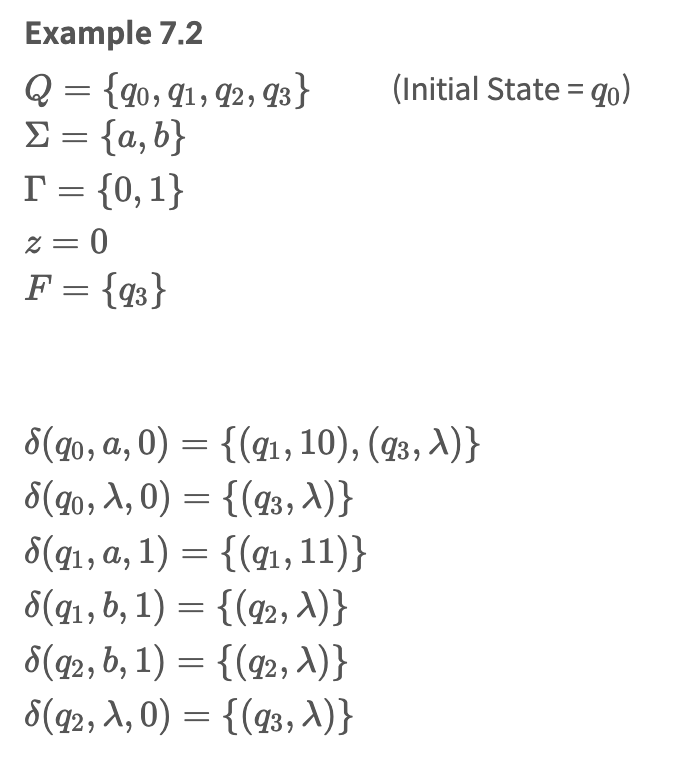 Example 7.2
Q = {q₀, q₁, q₂, q₃} (Initial State = q₀)
Σ = {a, b}
Γ = {0, 1}
z = 0
F = {q₃}
δ(q₀, a, 0) = {(q₁, 10), (q₃, λ)}
δ(q₀, λ, 0) = {(q₃, λ)}
δ(q₁, a, 1) = {(q₁, 11)}
δ(q₁, b, 1) = {(q₂, λ)}
δ(q₂, b, 1) = {(q₂, λ)}
δ(q₂, λ, 0) = {(q₃, λ)}